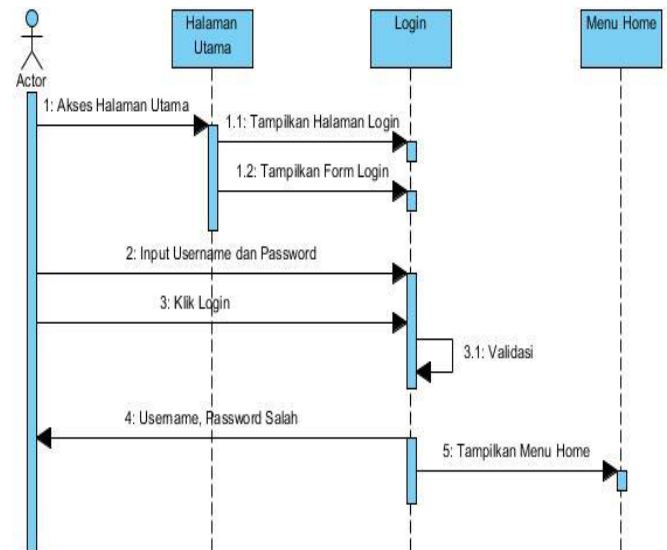 Actor
Halaman
Utama
Login
Menu Home
1: Akses Halaman Utama
1.1: Tampilkan Halaman Login
1.2: Tampilkan Form Login
2: Input Username dan Password
3: Klik Login
3.1: Validasi
4: Username, Password Salah
5: Tampilkan Menu Home